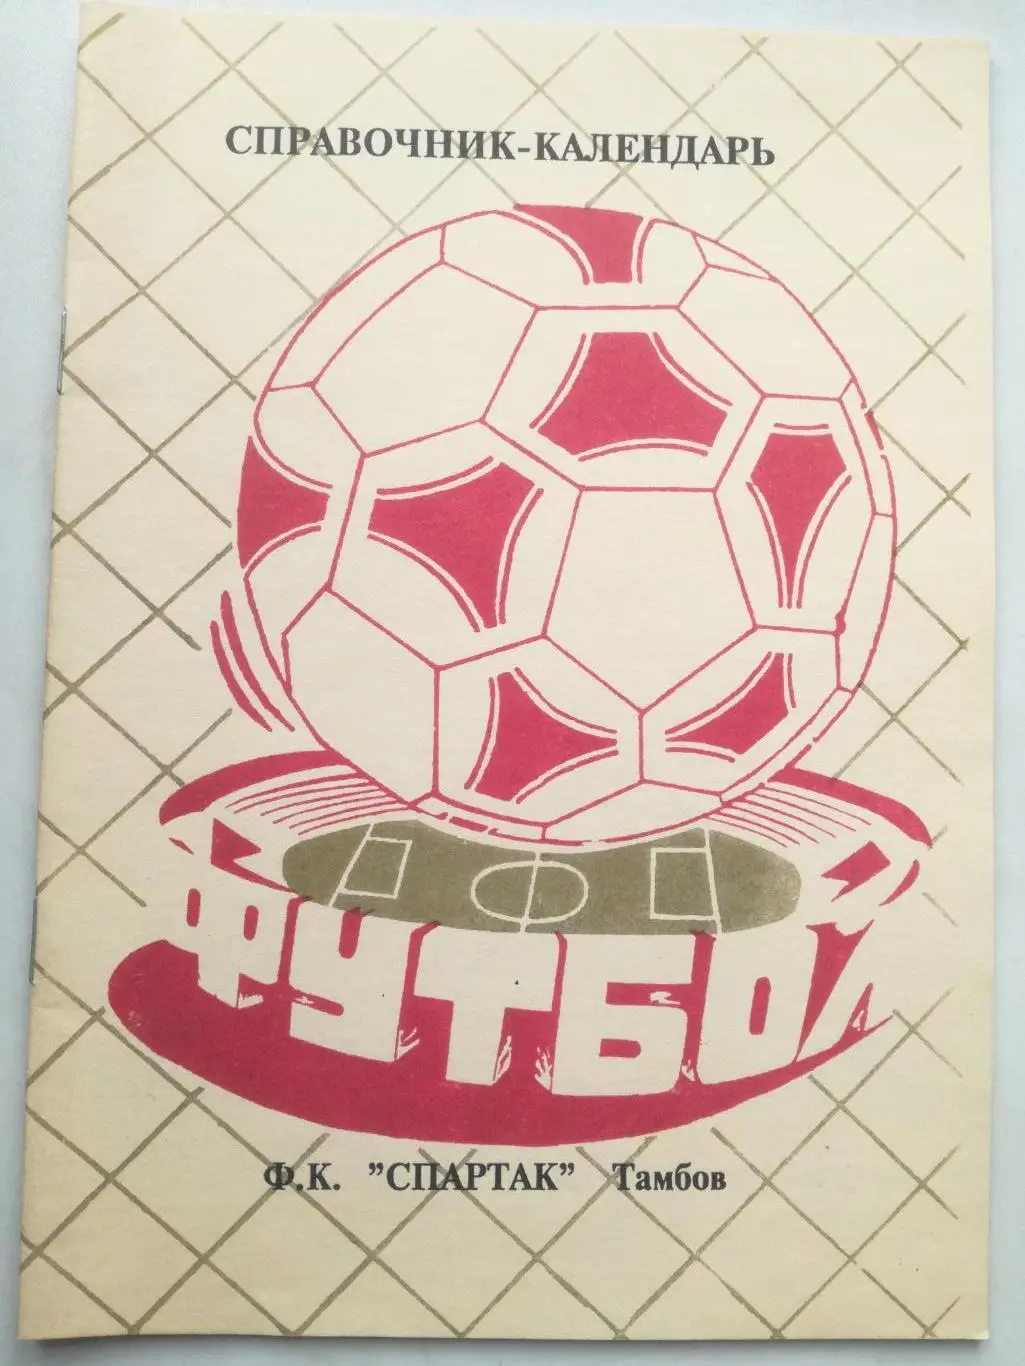 СПРАВОЧНИК-КАЛЕНДАРЬ
ФУТБОЛ
Ф.К. "СПАРТАК" Тамбов